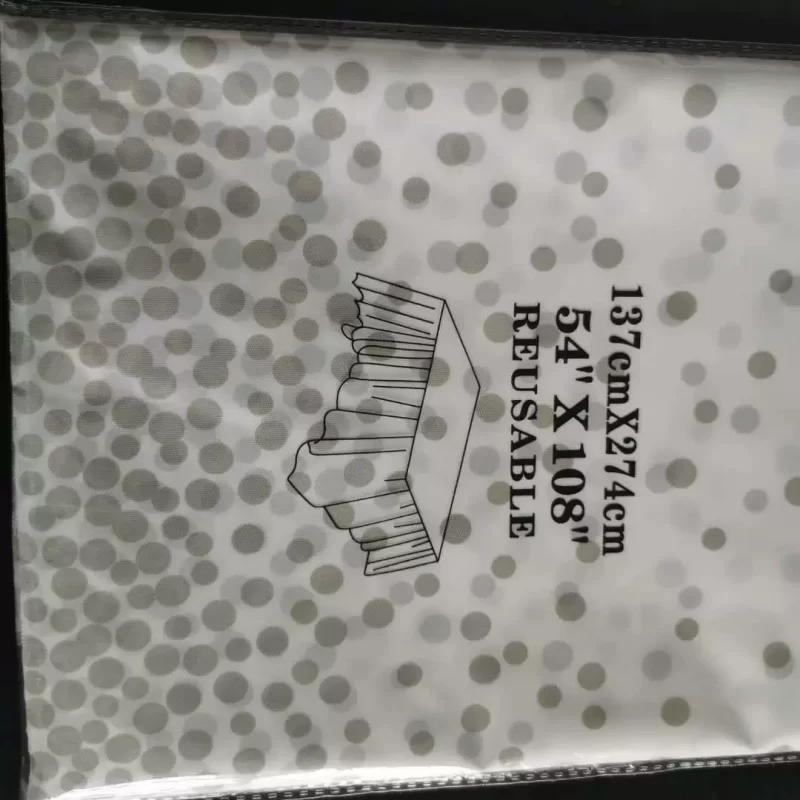 137cmX274cm
54" X 108"
REUSABLE